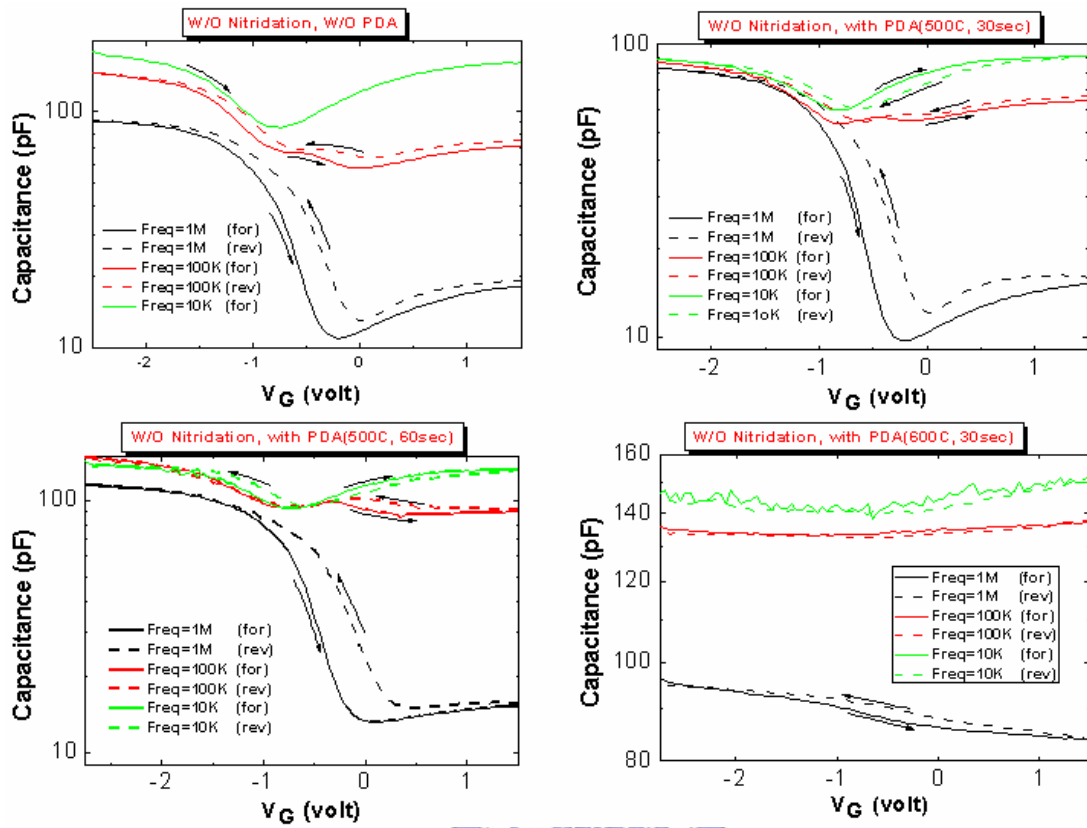 W/O Nitridation, W/O PDA
Capacitance (pF)
100
10
Freq=1M (for)
Freq=1M (rev)
Freq=100K (for)
Freq=100K (rev)
Freq=10K (for)
-2 -1 0 1
V G (volt)
W/O Nitridation, with PDA(500C, 30sec)
Capacitance (pF)
100
10
Freq=1M (for)
Freq=1M (rev)
Freq=100K (for)
Freq=100K (rev)
Freq=10K (for)
Freq=1oK (rev)
-2 -1 0 1
V G (volt)
W/O Nitridation, with PDA(500C, 60sec)
Capacitance (pF)
100
10
Freq=1M (for)
Freq=1M (rev)
Freq=100K (for)
Freq=100K (rev)
Freq=10K (for)
Freq=10K (rev)
-2 -1 0 1
V G (volt)
W/O Nitridation, with PDA(600C, 30sec)
Capacitance (pF)
160
140
120
100
80
Freq=1M (for)
Freq=1M (rev)
Freq=100K (for)
Freq=100K (rev)
Freq=10K (for)
Freq=10K (rev)
-2 -1 0 1
V G (volt)